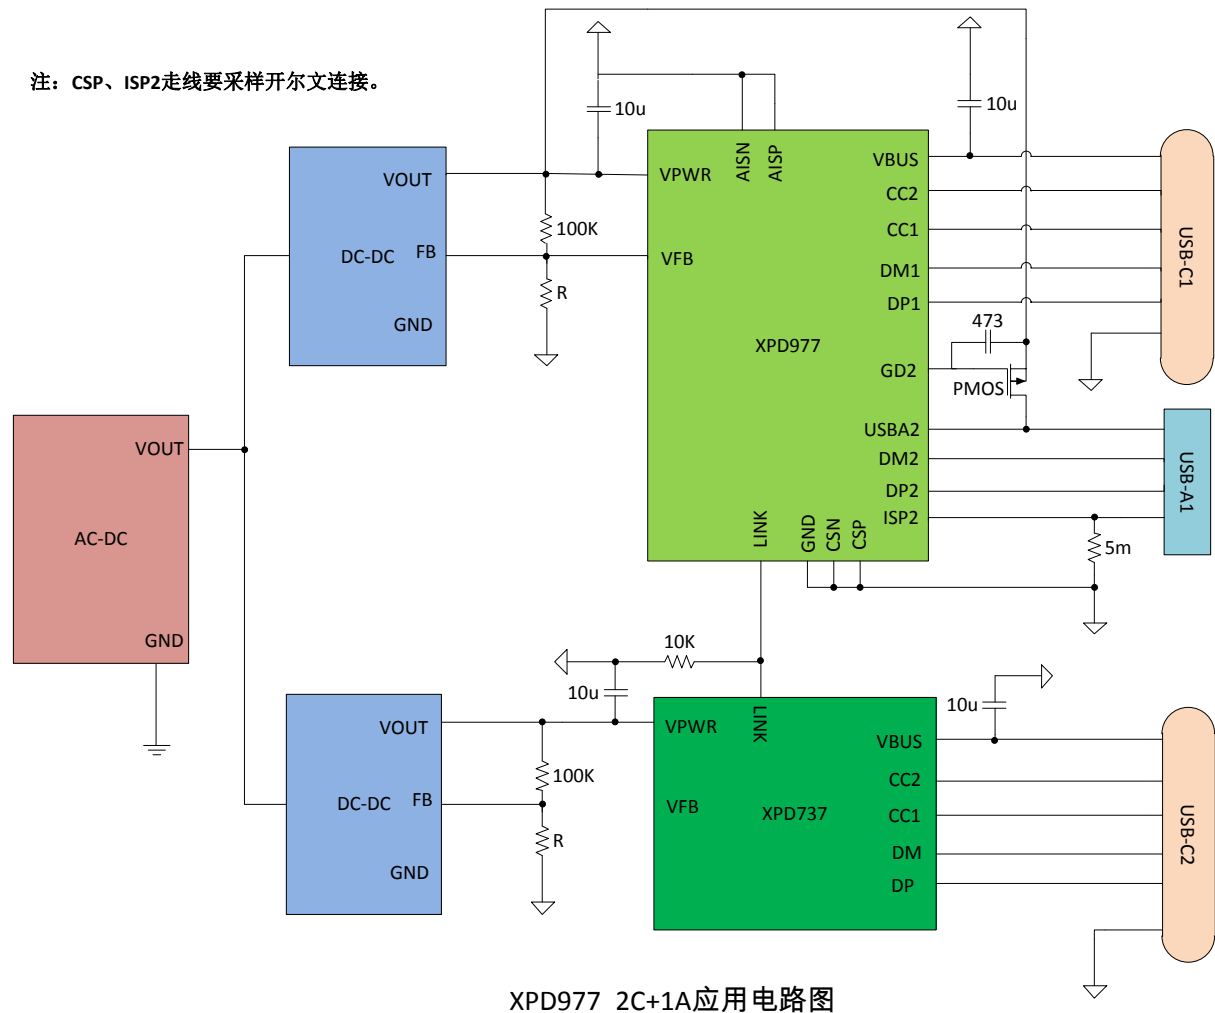 注：CSP、ISP2走线要采样开尔文连接。
10u
10u
AISN
AISP
VOUT
FB
GND
DC-DC
100K
R
VPWR
VFB
XPD977
VBUS
CC2
CC1
DM1
DP1
GD2
USBA2
DM2
DP2
ISP2
LINK
GND
CSN
CSP
473
PMOS
USB-C1
USB-A1
5m
VOUT
AC-DC
GND
10K
10u
10u
VOUT
FB
GND
DC-DC
100K
R
VPWR
LINK
VFB
XPD737
VBUS
CC2
CC1
DM
DP
USB-C2
XPD977 2C+1A应用电路图